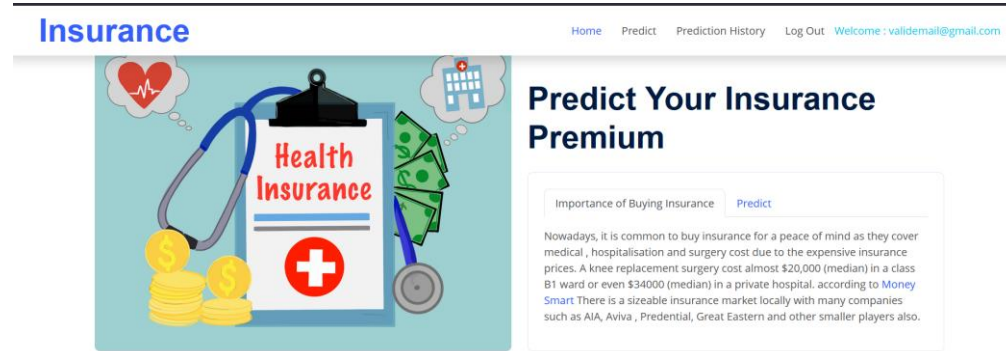 Insurance
Home Predict Prediction History Log Out Welcome : validemail@gmail.com
Health
Insurance
Predict Your Insurance
Premium
Importance of Buying Insurance Predict
Nowadays, it is common to buy insurance for a peace of mind as they cover
medical , hospitalisation and surgery cost due to the expensive insurance
prices. A knee replacement surgery cost almost $20,000 (median) in a class
B1 ward or even $34000 (median) in a private hospital. according to Money
Smart There is a sizeable insurance market locally with many companies
such as AIA, Aviva , Predential, Great Eastern and other smaller players also.